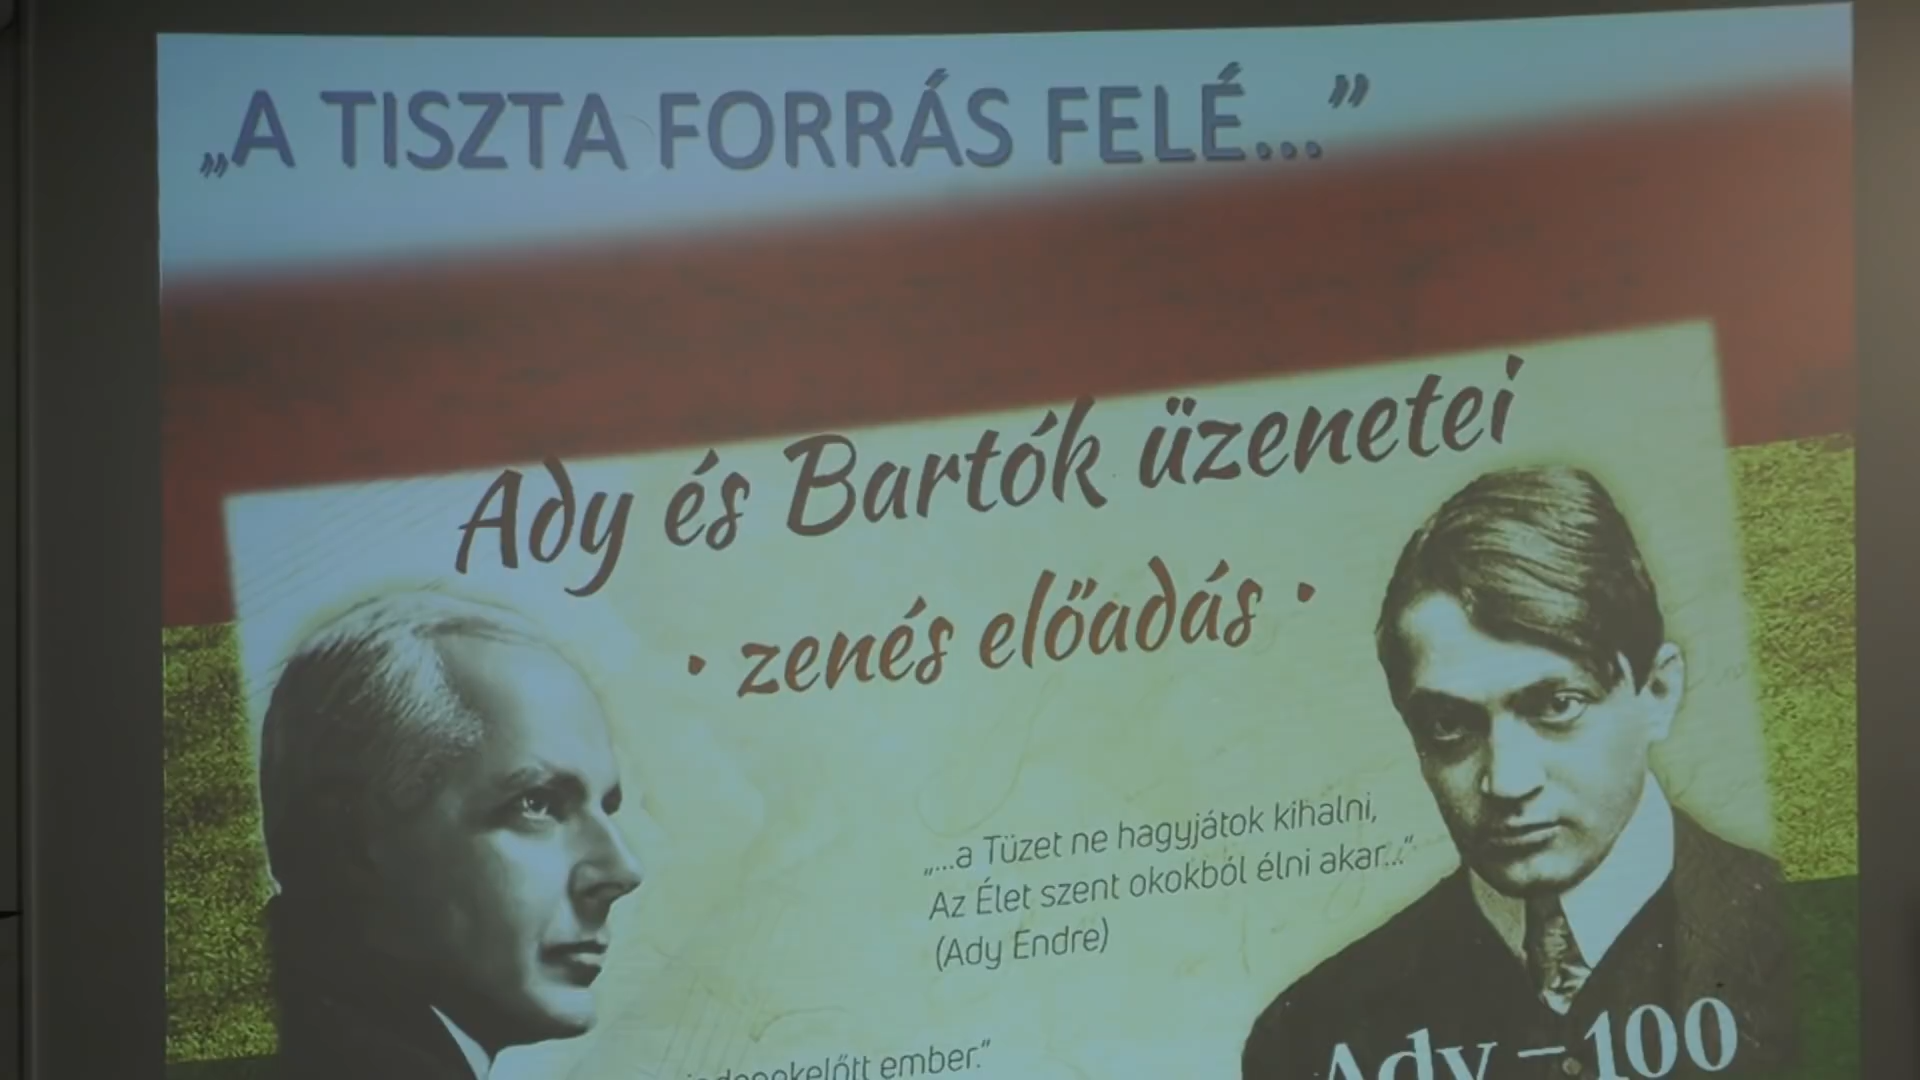 „A TISZTA FORRÁS FELÉ...”
Ady és Bartók üzenetei
• zenés előadás •
„...a Tüzet ne hagyjátok kihalni,
Az Élet szent okokból élni akar...”
(Ady Endre)
ember.”
Ady – 100